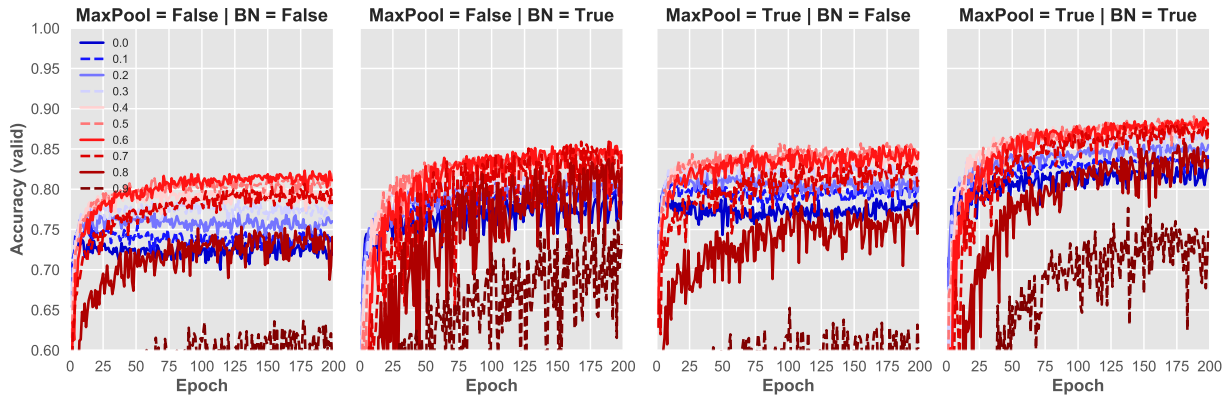 MaxPool = False | BN = False
MaxPool = False | BN = True
MaxPool = True | BN = False
MaxPool = True | BN = True
Accuracy (valid)
1.00
0.95
0.90
0.85
0.80
0.75
0.70
0.65
0.60
0.0
0.1
0.2
0.3
0.4
0.5
0.6
0.7
0.8
0.9
0 25 50 75 100 125 150 175 200
0 25 50 75 100 125 150 175 200
0 25 50 75 100 125 150 175 200
0 25 50 75 100 125 150 175 200
Epoch
Epoch
Epoch
Epoch